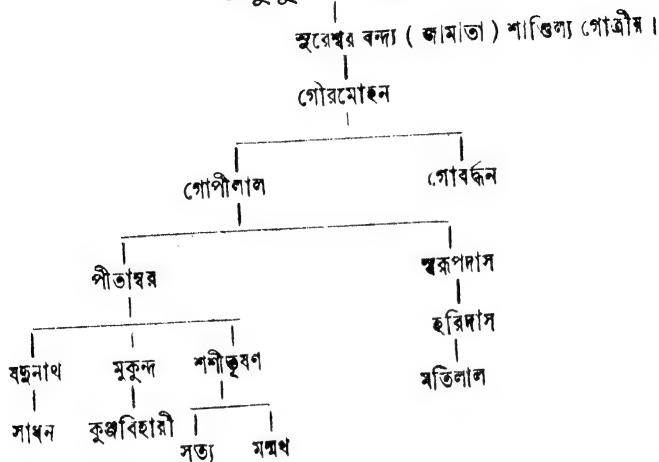 সুরেশ্বর বন্দ্য ( জামাতা ) শাণ্ডিল্য গোত্রীয় ।
গৌরমোহন
গোপীলাল গোবর্দ্ধন
পীতাম্বর স্বরূপদাস
হরিদাস
যদুনাথ মুকুন্দ শশীভূষণ মতিলাল
সাধন কুঞ্জবিহারী
সত্য মন্মথ